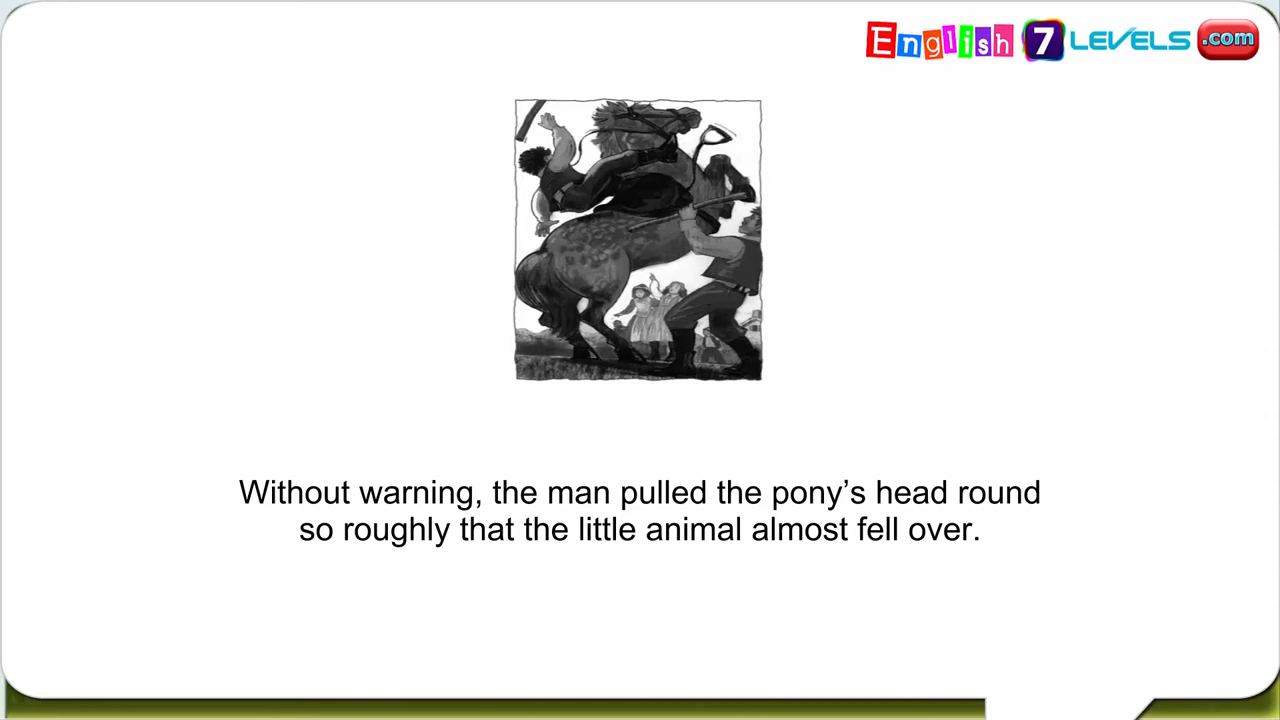 English 7 LEVELS .com
Without warning, the man pulled the pony’s head round
so roughly that the little animal almost fell over.